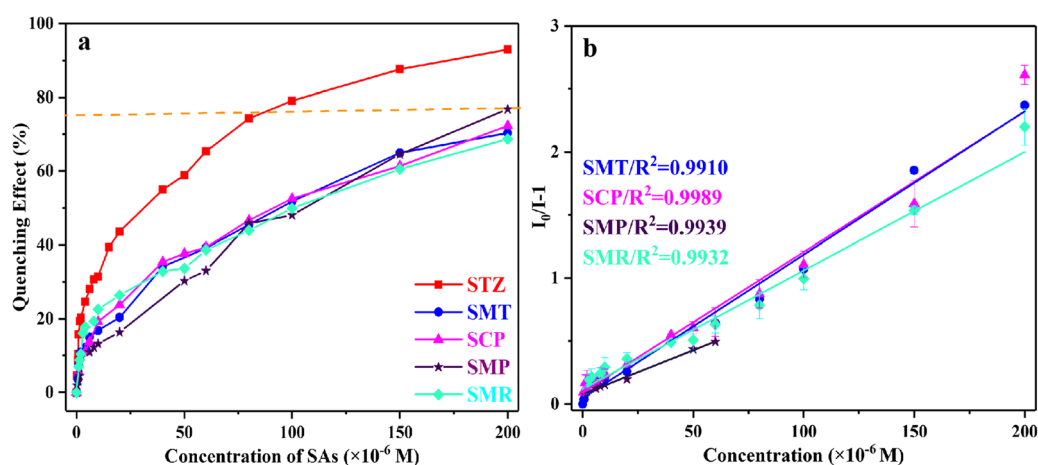 a
Quenching Effect (%)
100
80
60
40
20
0
STZ
SMT
SCP
SMP
SMR
0 50 100 150 200
Concentration of SAs (×10⁻⁶ M)
b
I₀/I-1
3
2
1
0
SMT/R²=0.9910
SCP/R²=0.9989
SMP/R²=0.9939
SMR/R²=0.9932
0 50 100 150 200
Concentration (×10⁻⁶ M)